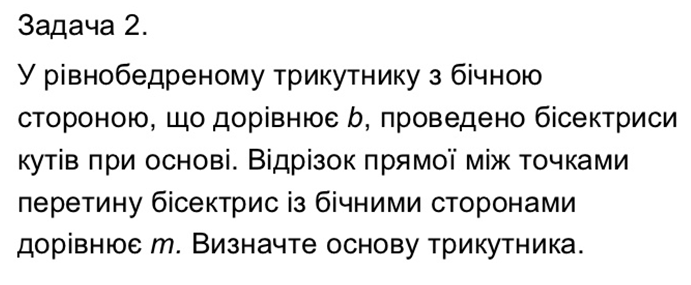 Задача 2.
У рівнобедреному трикутнику з бічною
стороною, що дорівнює b, проведено бісектриси
кутів при основі. Відрізок прямої між точками
перетину бісектрис із бічними сторонами
дорівнює m. Визначте основу трикутника.